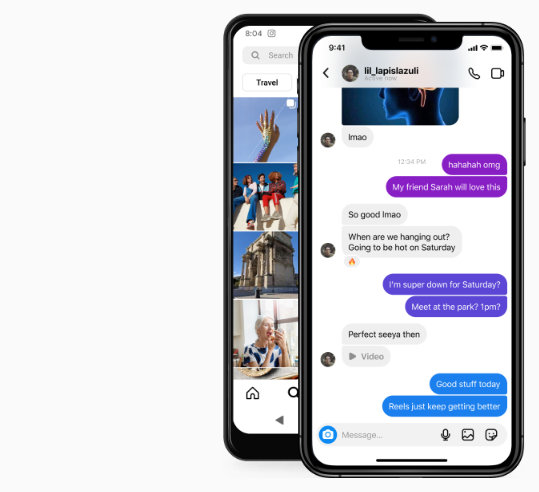 8:04
Search
Travel
9:41
lil_lapislazuli
Active now
lmao
12:34 PM
hahahah omg
My friend Sarah will love this
So good lmao
When are we hanging out?
Going to be hot on Saturday
I'm super down for Saturday?
Meet at the park? 1pm?
Perfect seeya then
Video
Good stuff today
Reels just keep getting better
Message...